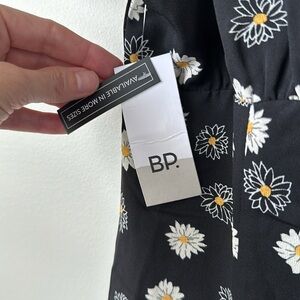 AVAILABLE IN MORE SIZES
BP.